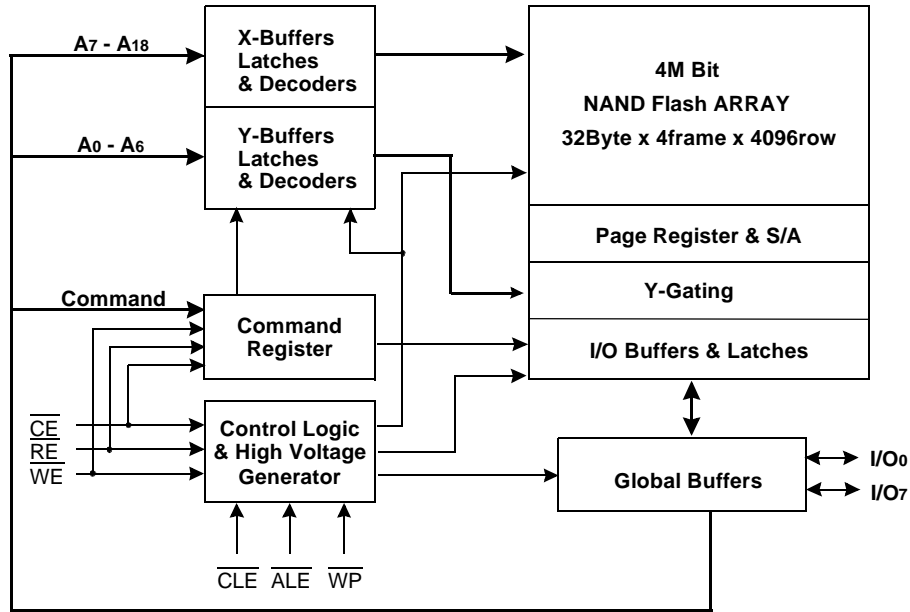 A7 - A18
X-Buffers
Latches
& Decoders
A0 - A6
Y-Buffers
Latches
& Decoders
4M Bit
NAND Flash ARRAY
32Byte x 4frame x 4096row
Page Register & S/A
Y-Gating
I/O Buffers & Latches
Command
Command
Register
CE
RE
WE
Control Logic
& High Voltage
Generator
Global Buffers
I/O0
I/O7
CLE
ALE
WP